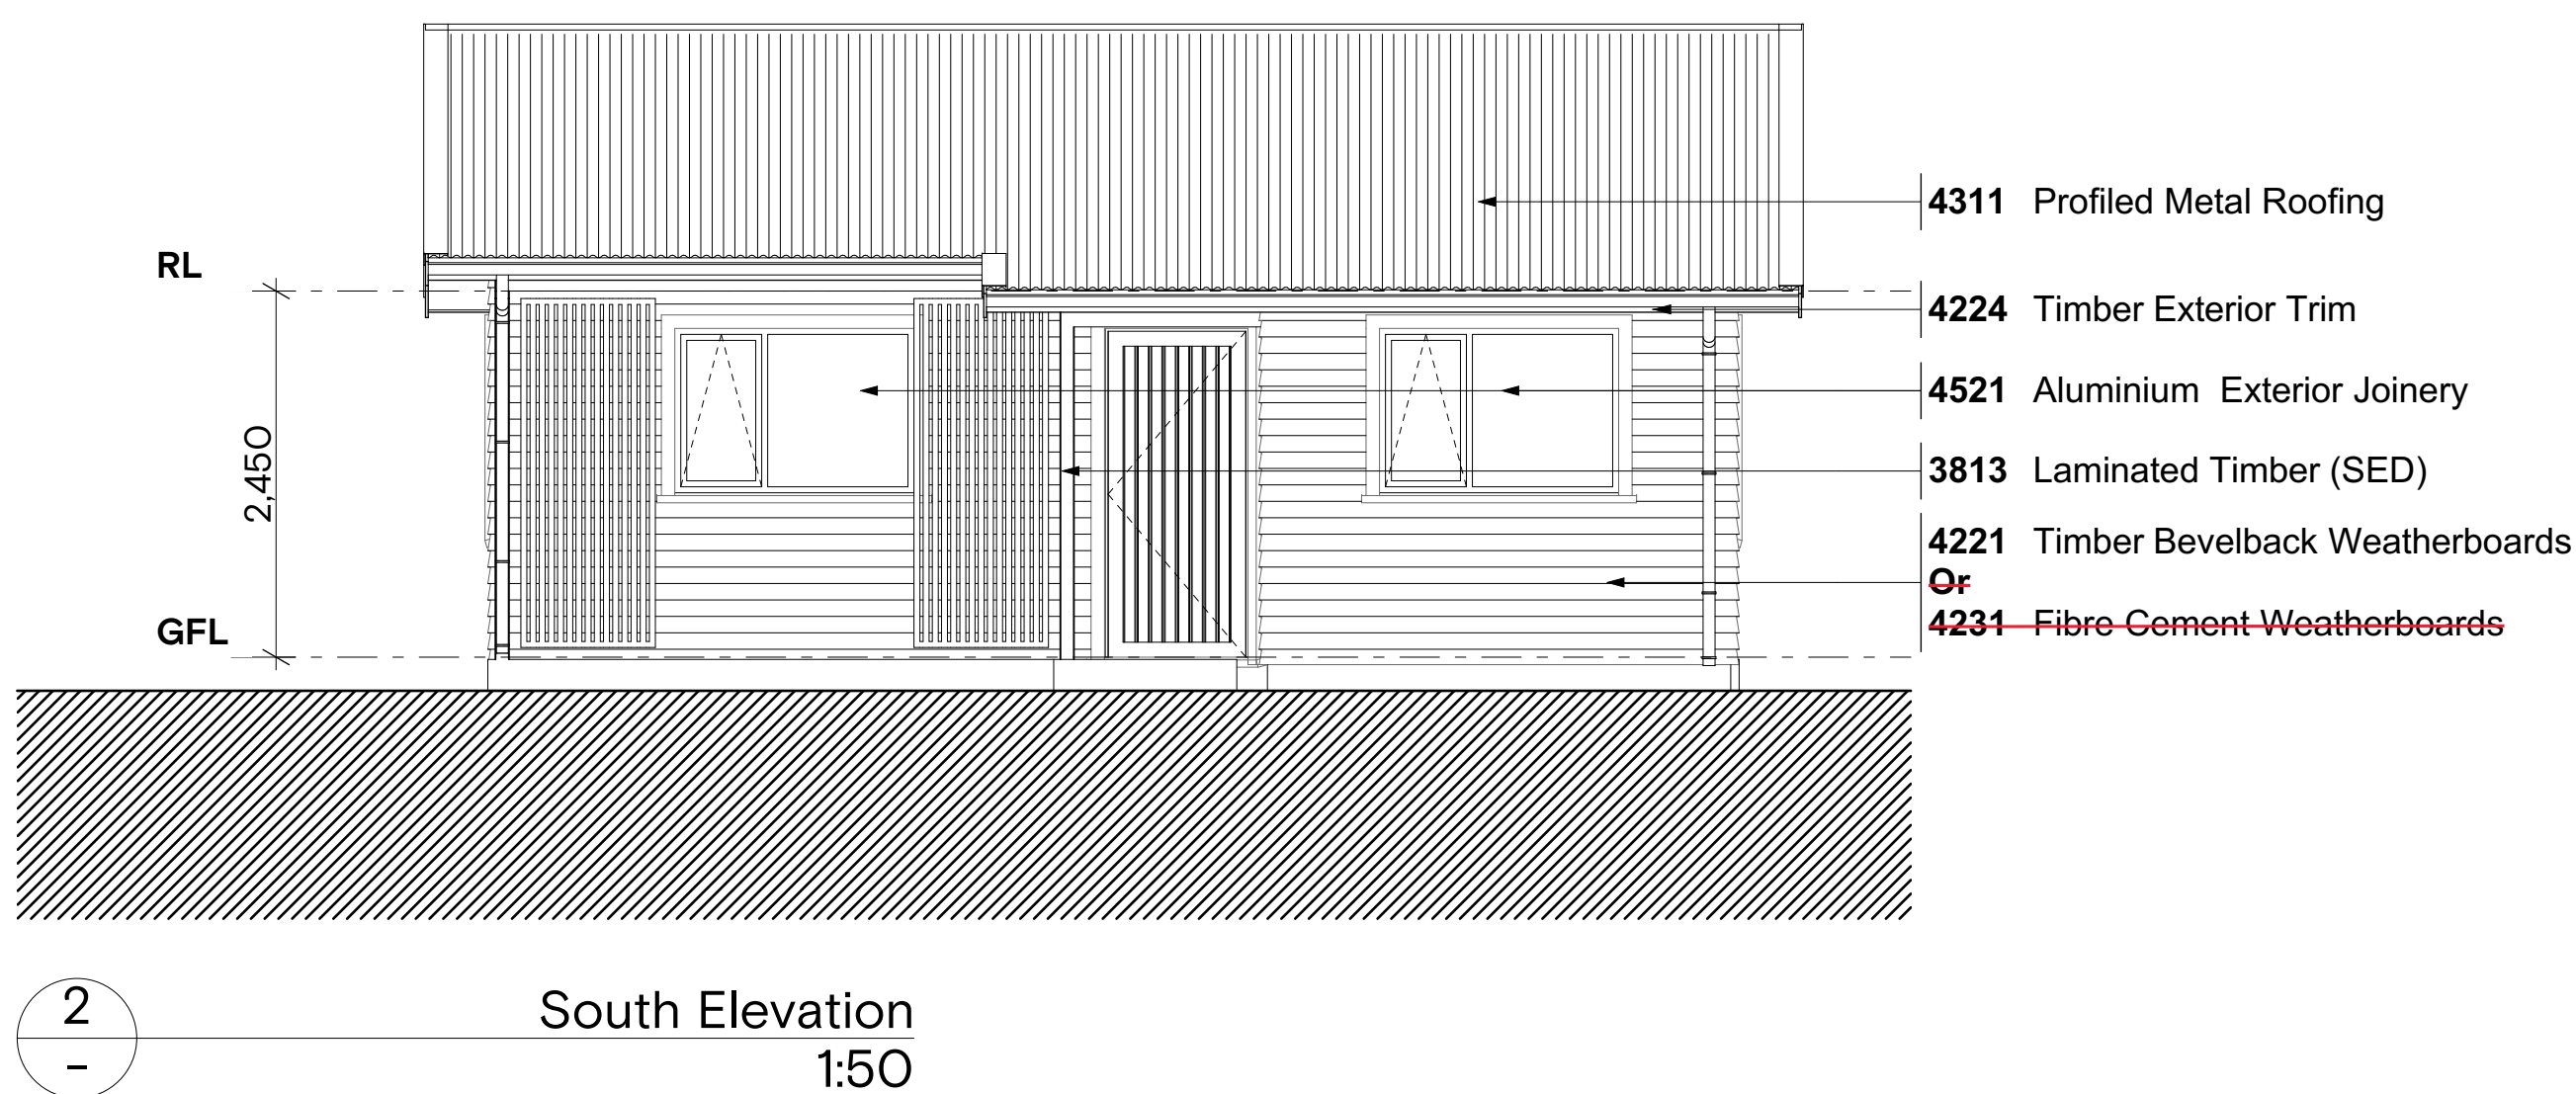 4311 Profiled Metal Roofing
RL
4224 Timber Exterior Trim
4521 Aluminium  Exterior Joinery
3813 Laminated Timber (SED)
2,450
4221 Timber Bevelback Weatherboards
Or
4231 Fibre Cement Weatherboards
GFL
2
South Elevation
-
1:50